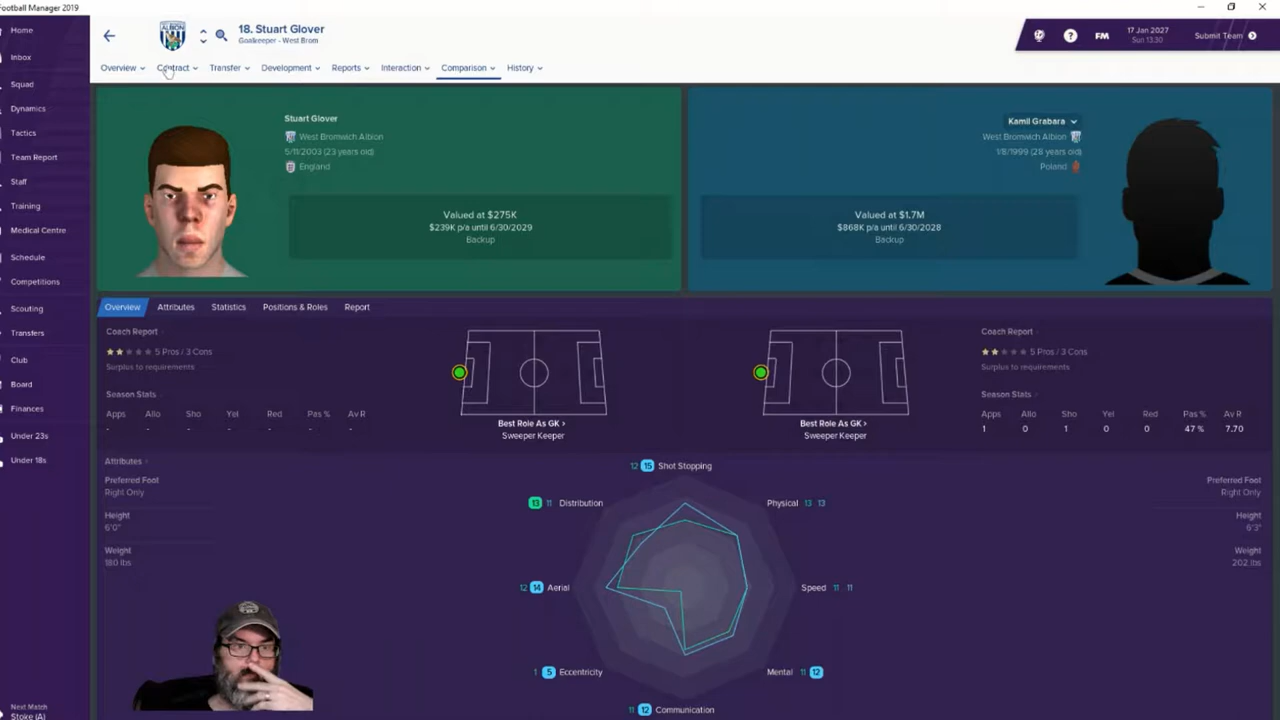 Football Manager 2019
Home
Inbox
Squad
Dynamics
Tactics
Team Report
Staff
Training
Medical Centre
Schedule
Competitions
Scouting
Transfers
Club
Board
Finances
Under 23s
Under 18s
Next Match
Stoke (A)
ALBION
18. Stuart Glover
Goalkeeper - West Brom
FM
17 Jan 2027
Sun 13:30
Submit Team
Overview
Contract
Transfer
Development
Reports
Interaction
Comparison
History
Stuart Glover
West Bromwich Albion
5/11/2003 (23 years old)
England
Valued at $275K
$239K p/a until 6/30/2029
Backup
Kamil Grabara
West Bromwich Albion
1/8/1999 (28 years old)
Poland
Valued at $1.7M
$868K p/a until 6/30/2028
Backup
Overview
Attributes
Statistics
Positions & Roles
Report
Coach Report
5 Pros / 3 Cons
Surplus to requirements
Season Stats
Apps Allo Sho Yel Red Pas % Av R
- - - - - - -
Best Role As GK >
Sweeper Keeper
Best Role As GK >
Sweeper Keeper
Coach Report
5 Pros / 3 Cons
Surplus to requirements
Season Stats
Apps Allo Sho Yel Red Pas % Av R
1 0 1 0 0 47 % 7.70
Attributes
Preferred Foot
Right Only
Height
6'0"
Weight
180 lbs
12 15 Shot Stopping
Physical 13 13
Speed 11 11
Mental 11 12
11 12 Communication
1 5 Eccentricity
12 14 Aerial
13 11 Distribution
Preferred Foot
Right Only
Height
6'3"
Weight
202 lbs